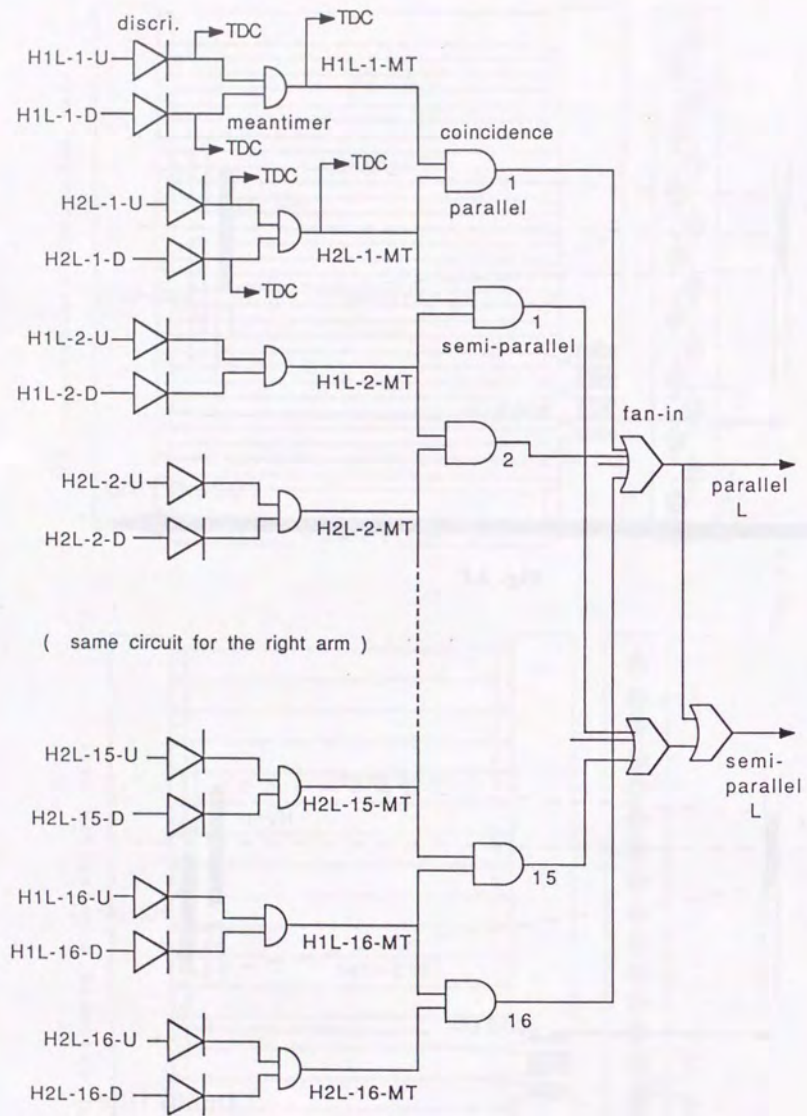 discri.
TDC
TDC
H1L-1-U
H1L-1-MT
H1L-1-D
meantimer
coincidence
TDC
TDC
TDC
1
parallel
H2L-1-U
H2L-1-MT
H2L-1-D
TDC
1
semi-parallel
H1L-2-U
H1L-2-MT
H1L-2-D
fan-in
2
H2L-2-U
parallel
L
H2L-2-MT
H2L-2-D
( same circuit for the right arm )
H2L-15-U
semi-
parallel
L
H2L-15-MT
H2L-15-D
15
H1L-16-U
H1L-16-MT
H1L-16-D
16
H2L-16-U
H2L-16-MT
H2L-16-D